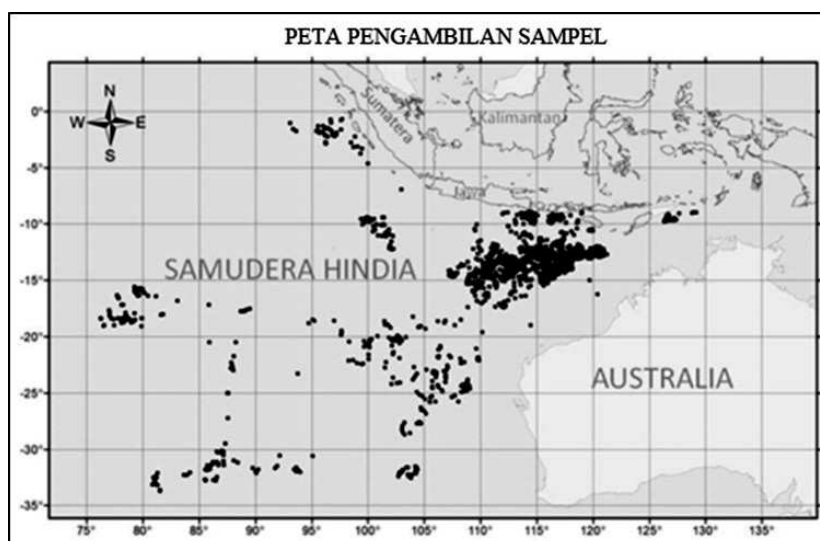 PETA PENGAMBILAN SAMPEL
N
W E
S
Sumatera
Kalimantan
Jawa
SAMUDERA HINDIA
AUSTRALIA
0°
-5°
-10°
-15°
-20°
-25°
-30°
-35°
75° 80° 85° 90° 95° 100° 105° 110° 115° 120° 125° 130° 135°